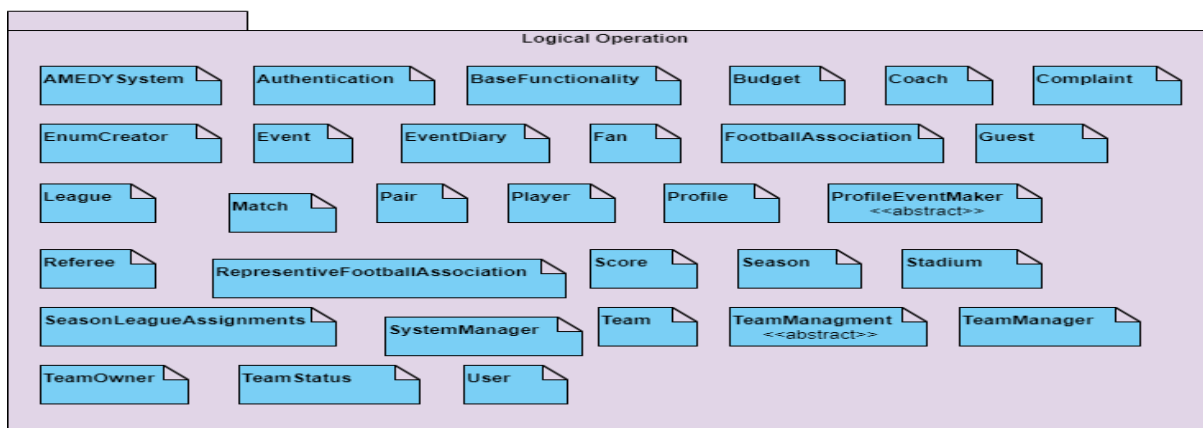 Logical Operation
AMEDYSystem
Authentication
BaseFunctionality
Budget
Coach
Complaint
EnumCreator
Event
EventDiary
Fan
FootballAssociation
Guest
League
Match
Pair
Player
Profile
ProfileEventMaker
<<abstract>>
Referee
RepresentiveFootballAssociation
Score
Season
Stadium
SeasonLeagueAssignments
SystemManager
Team
TeamManagment
<<abstract>>
TeamManager
TeamOwner
TeamStatus
User